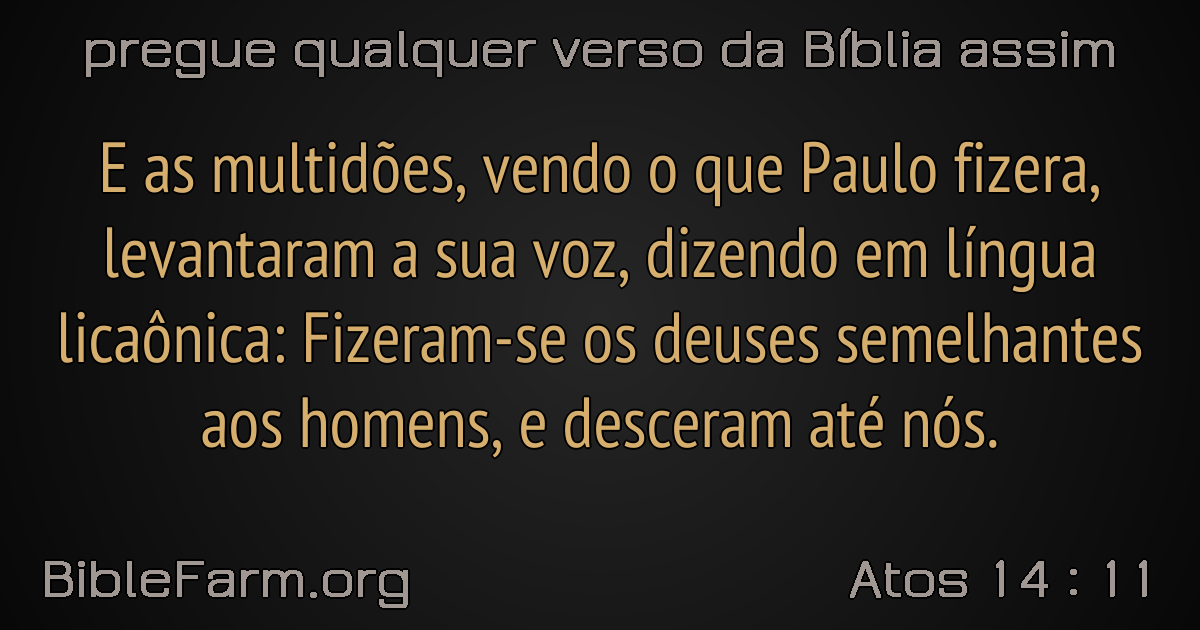 pregue qualquer verso da Bíblia assim
E as multidões, vendo o que Paulo fizera,
levantaram a sua voz, dizendo em língua
licaônica: Fizeram-se os deuses semelhantes
aos homens, e desceram até nós.
BibleFarm.org
Atos 14 : 11